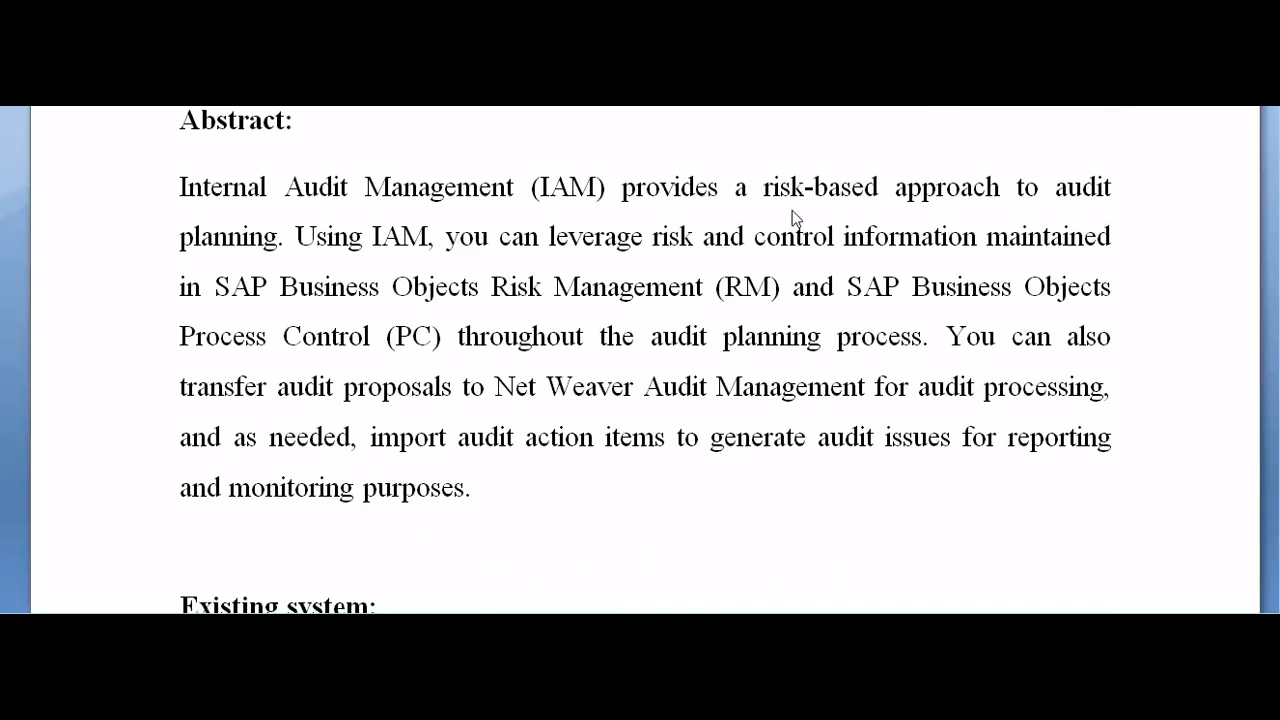 Abstract:
Internal Audit Management (IAM) provides a risk-based approach to audit
planning. Using IAM, you can leverage risk and control information maintained
in SAP Business Objects Risk Management (RM) and SAP Business Objects
Process Control (PC) throughout the audit planning process. You can also
transfer audit proposals to Net Weaver Audit Management for audit processing,
and as needed, import audit action items to generate audit issues for reporting
and monitoring purposes.
Existing system: